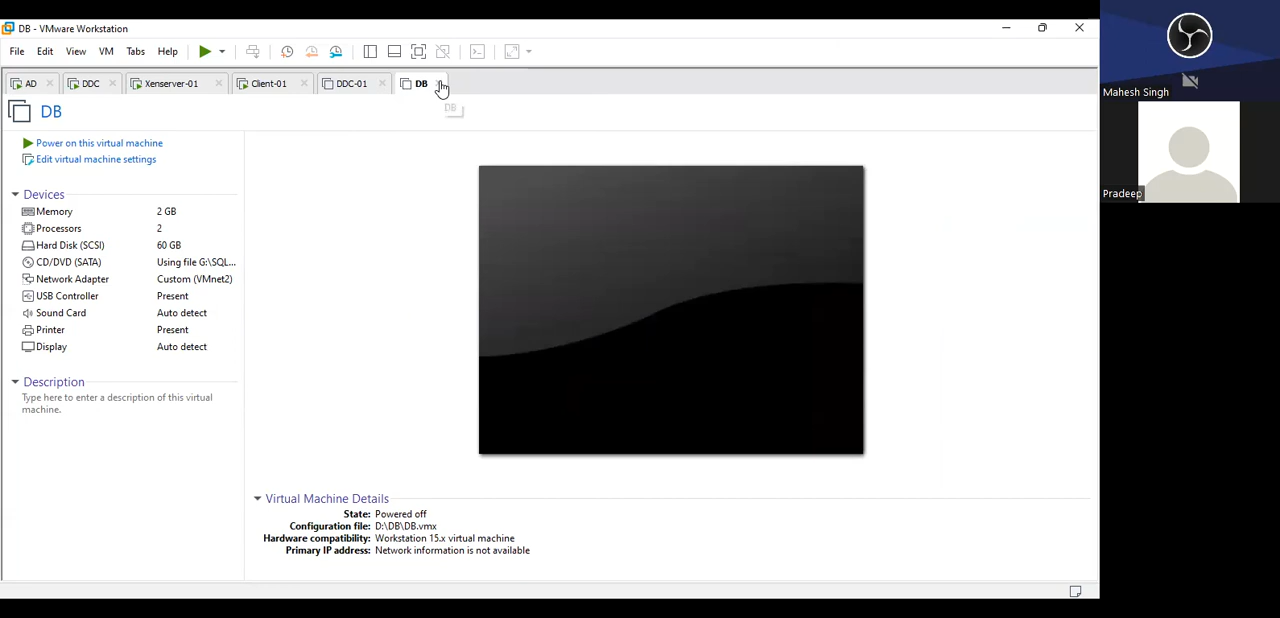 DB - VMware Workstation
File Edit View VM Tabs Help
AD DDC Xenserver-01 Client-01 DDC-01 DB
DB
DB
Power on this virtual machine
Edit virtual machine settings
Devices
Memory 2 GB
Processors 2
Hard Disk (SCSI) 60 GB
CD/DVD (SATA) Using file G:\SQL...
Network Adapter Custom (VMnet2)
USB Controller Present
Sound Card Auto detect
Printer Present
Display Auto detect
Description
Type here to enter a description of this virtual
machine.
Virtual Machine Details
State: Powered off
Configuration file: D:\DB\DB.vmx
Hardware compatibility: Workstation 15.x virtual machine
Primary IP address: Network information is not available
Mahesh Singh
Pradeep